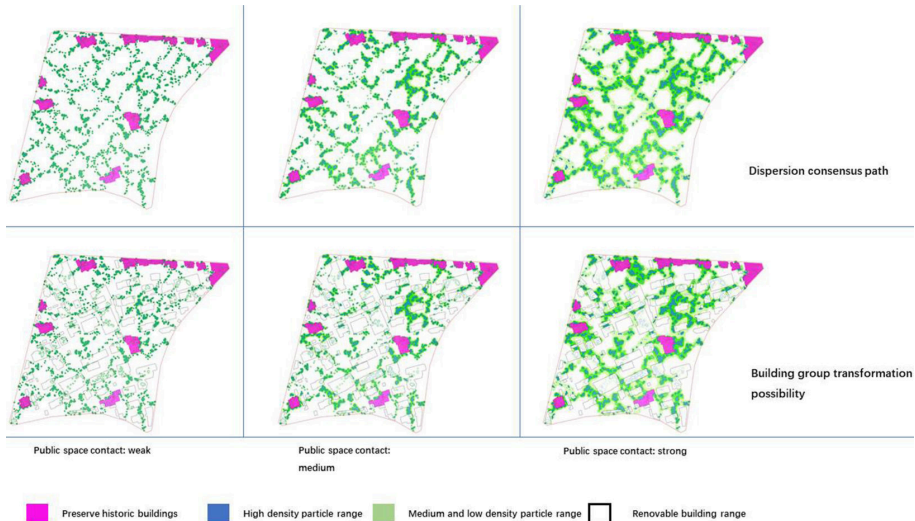 Dispersion consensus path
Building group transformation
possibility
Public space contact: weak
Public space contact:
medium
Public space contact: strong
Preserve historic buildings
High density particle range
Medium and low density particle range
Renovable building range